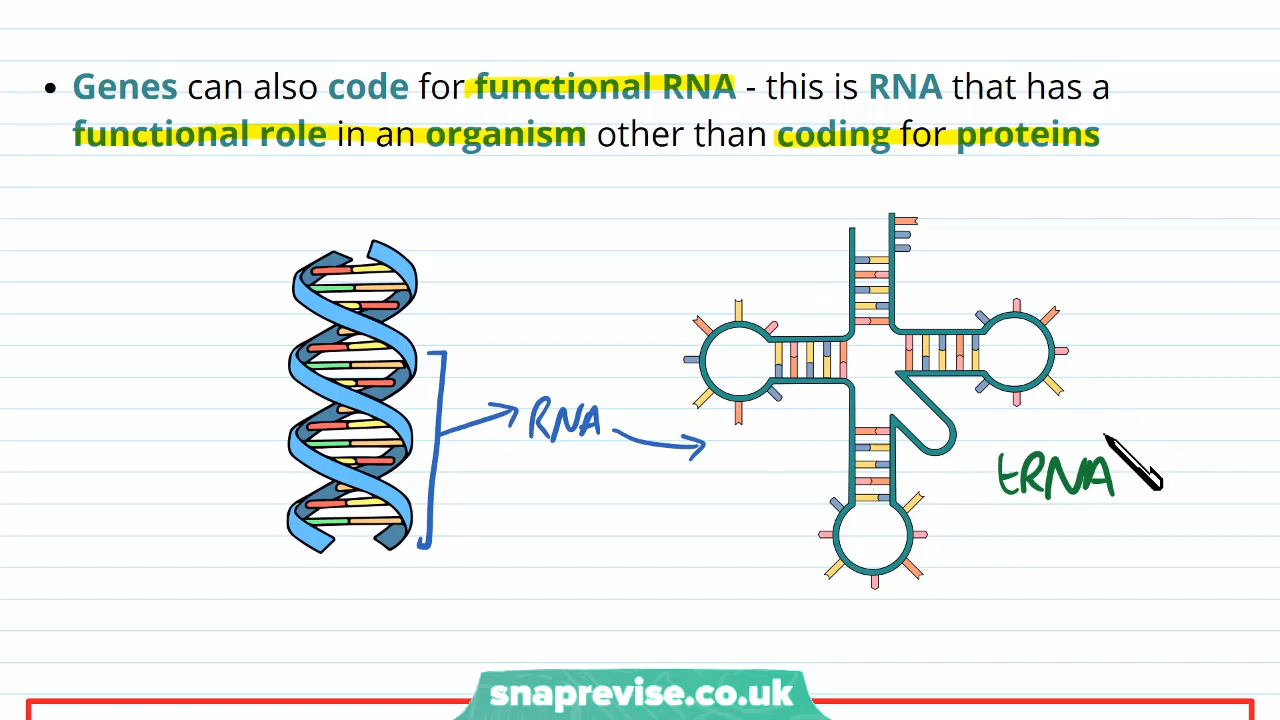 • Genes can also code for functional RNA - this is RNA that has a
functional role in an organism other than coding for proteins
RNA
tRNA
snaprevise.co.uk